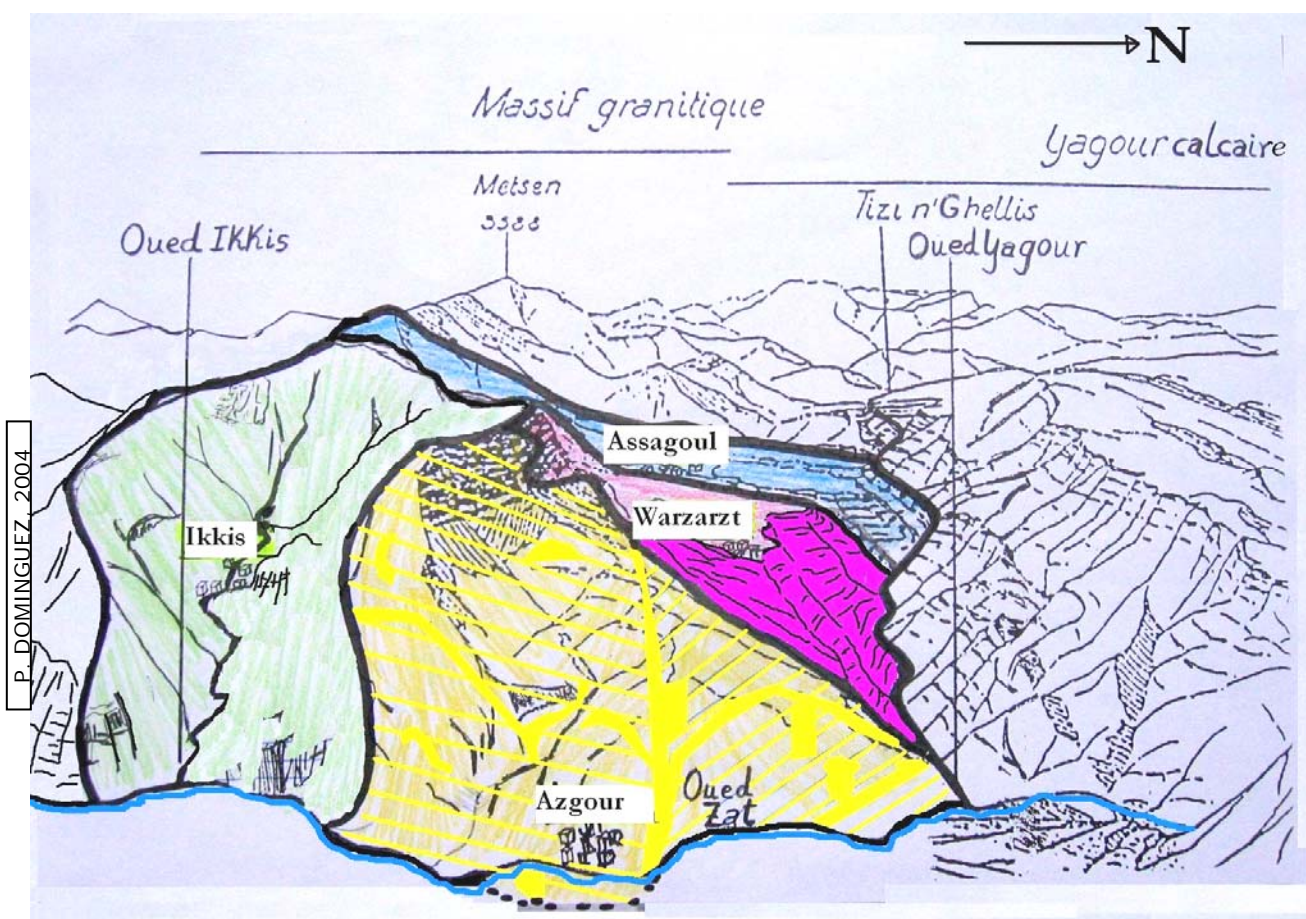 N
Massif granitique
Yagour calcaire
Metsen
3588
Tizi n'Ghellis
Oued Ikkis
Oued Yagour
Assagoul
Warzarzt
Ikkis
P. DOMINGUEZ, 2004
Azgour
Oued
Zat